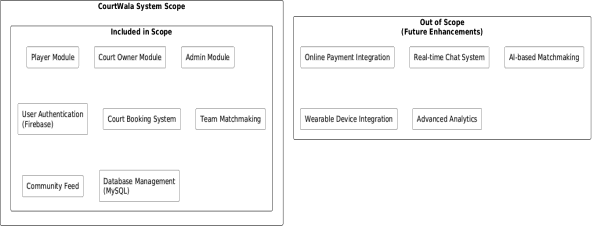 CourtWala System Scope
Included in Scope
Player Module
Court Owner Module
Admin Module
User Authentication
(Firebase)
Court Booking System
Team Matchmaking
Community Feed
Database Management
(MySQL)
Out of Scope
(Future Enhancements)
Online Payment Integration
Real-time Chat System
AI-based Matchmaking
Wearable Device Integration
Advanced Analytics